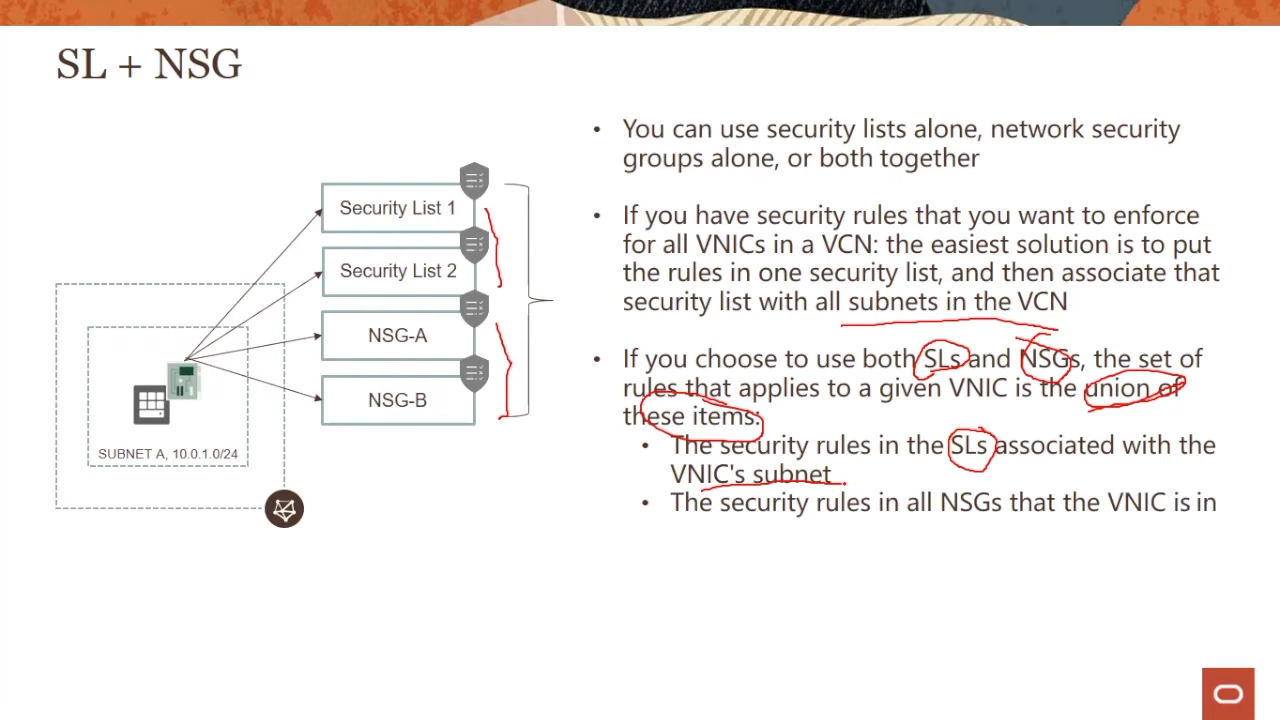 SL + NSG
Security List 1
Security List 2
NSG-A
NSG-B
SUBNET A, 10.0.1.0/24
• You can use security lists alone, network security
groups alone, or both together
• If you have security rules that you want to enforce
for all VNICs in a VCN: the easiest solution is to put
the rules in one security list, and then associate that
security list with all subnets in the VCN
• If you choose to use both SLs and NSGs, the set of
rules that applies to a given VNIC is the union of
these items:
• The security rules in the SLs associated with the
VNIC's subnet
• The security rules in all NSGs that the VNIC is in